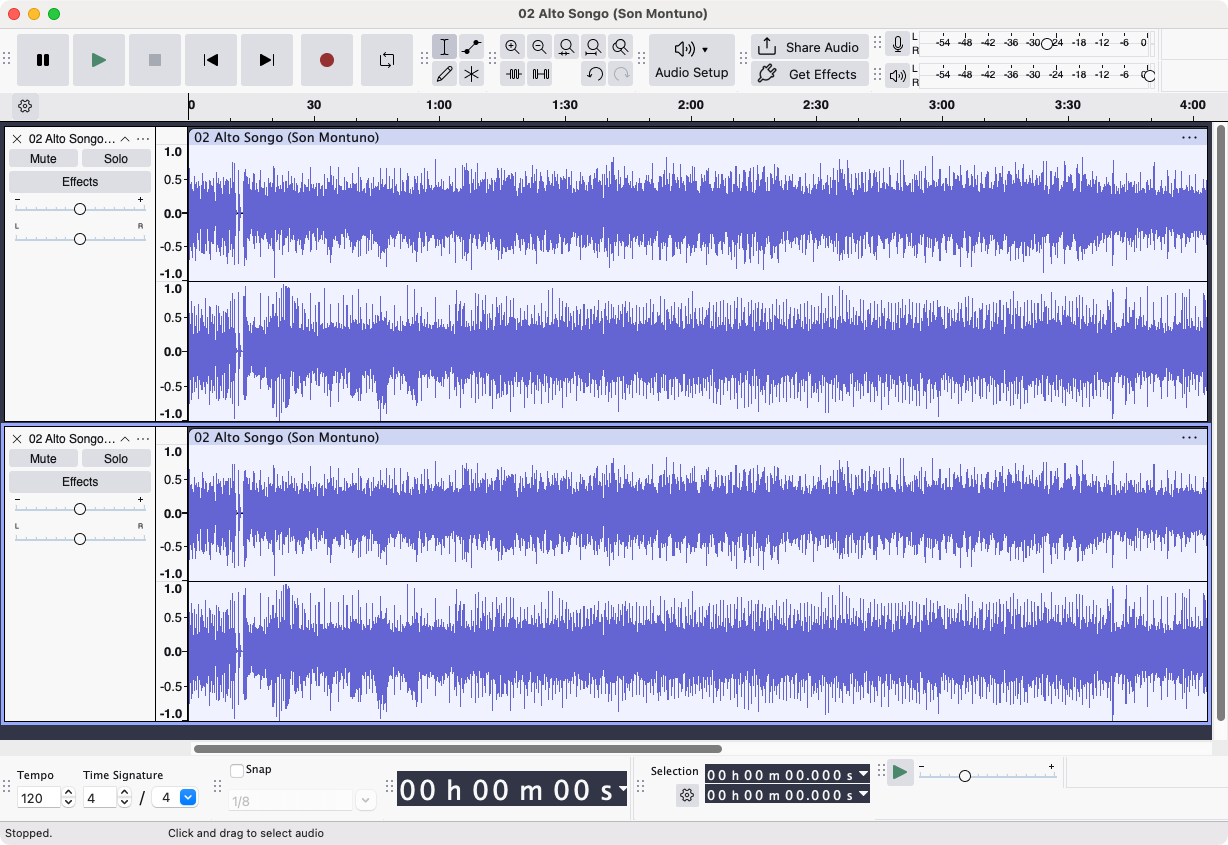 02 Alto Songo (Son Montuno)
Audio Setup
Share Audio
Get Effects
L
R
-54 -48 -42 -36 -30 -24 -18 -12 -6 0
L
R
-54 -48 -42 -36 -30 -24 -18 -12 -6 0
0 30 1:00 1:30 2:00 2:30 3:00 3:30 4:00
02 Alto Songo...
02 Alto Songo (Son Montuno)
Mute Solo
Effects
- +
L R
1.0
0.5
0.0
-0.5
-1.0
1.0
0.5
0.0
-0.5
-1.0
02 Alto Songo...
02 Alto Songo (Son Montuno)
Mute Solo
Effects
- +
L R
1.0
0.5
0.0
-0.5
-1.0
1.0
0.5
0.0
-0.5
-1.0
Tempo
120
Time Signature
4 / 4
Snap
1/8
00 h 00 m 00 s
Selection
00 h 00 m 00.000 s
00 h 00 m 00.000 s
- +
Stopped.
Click and drag to select audio